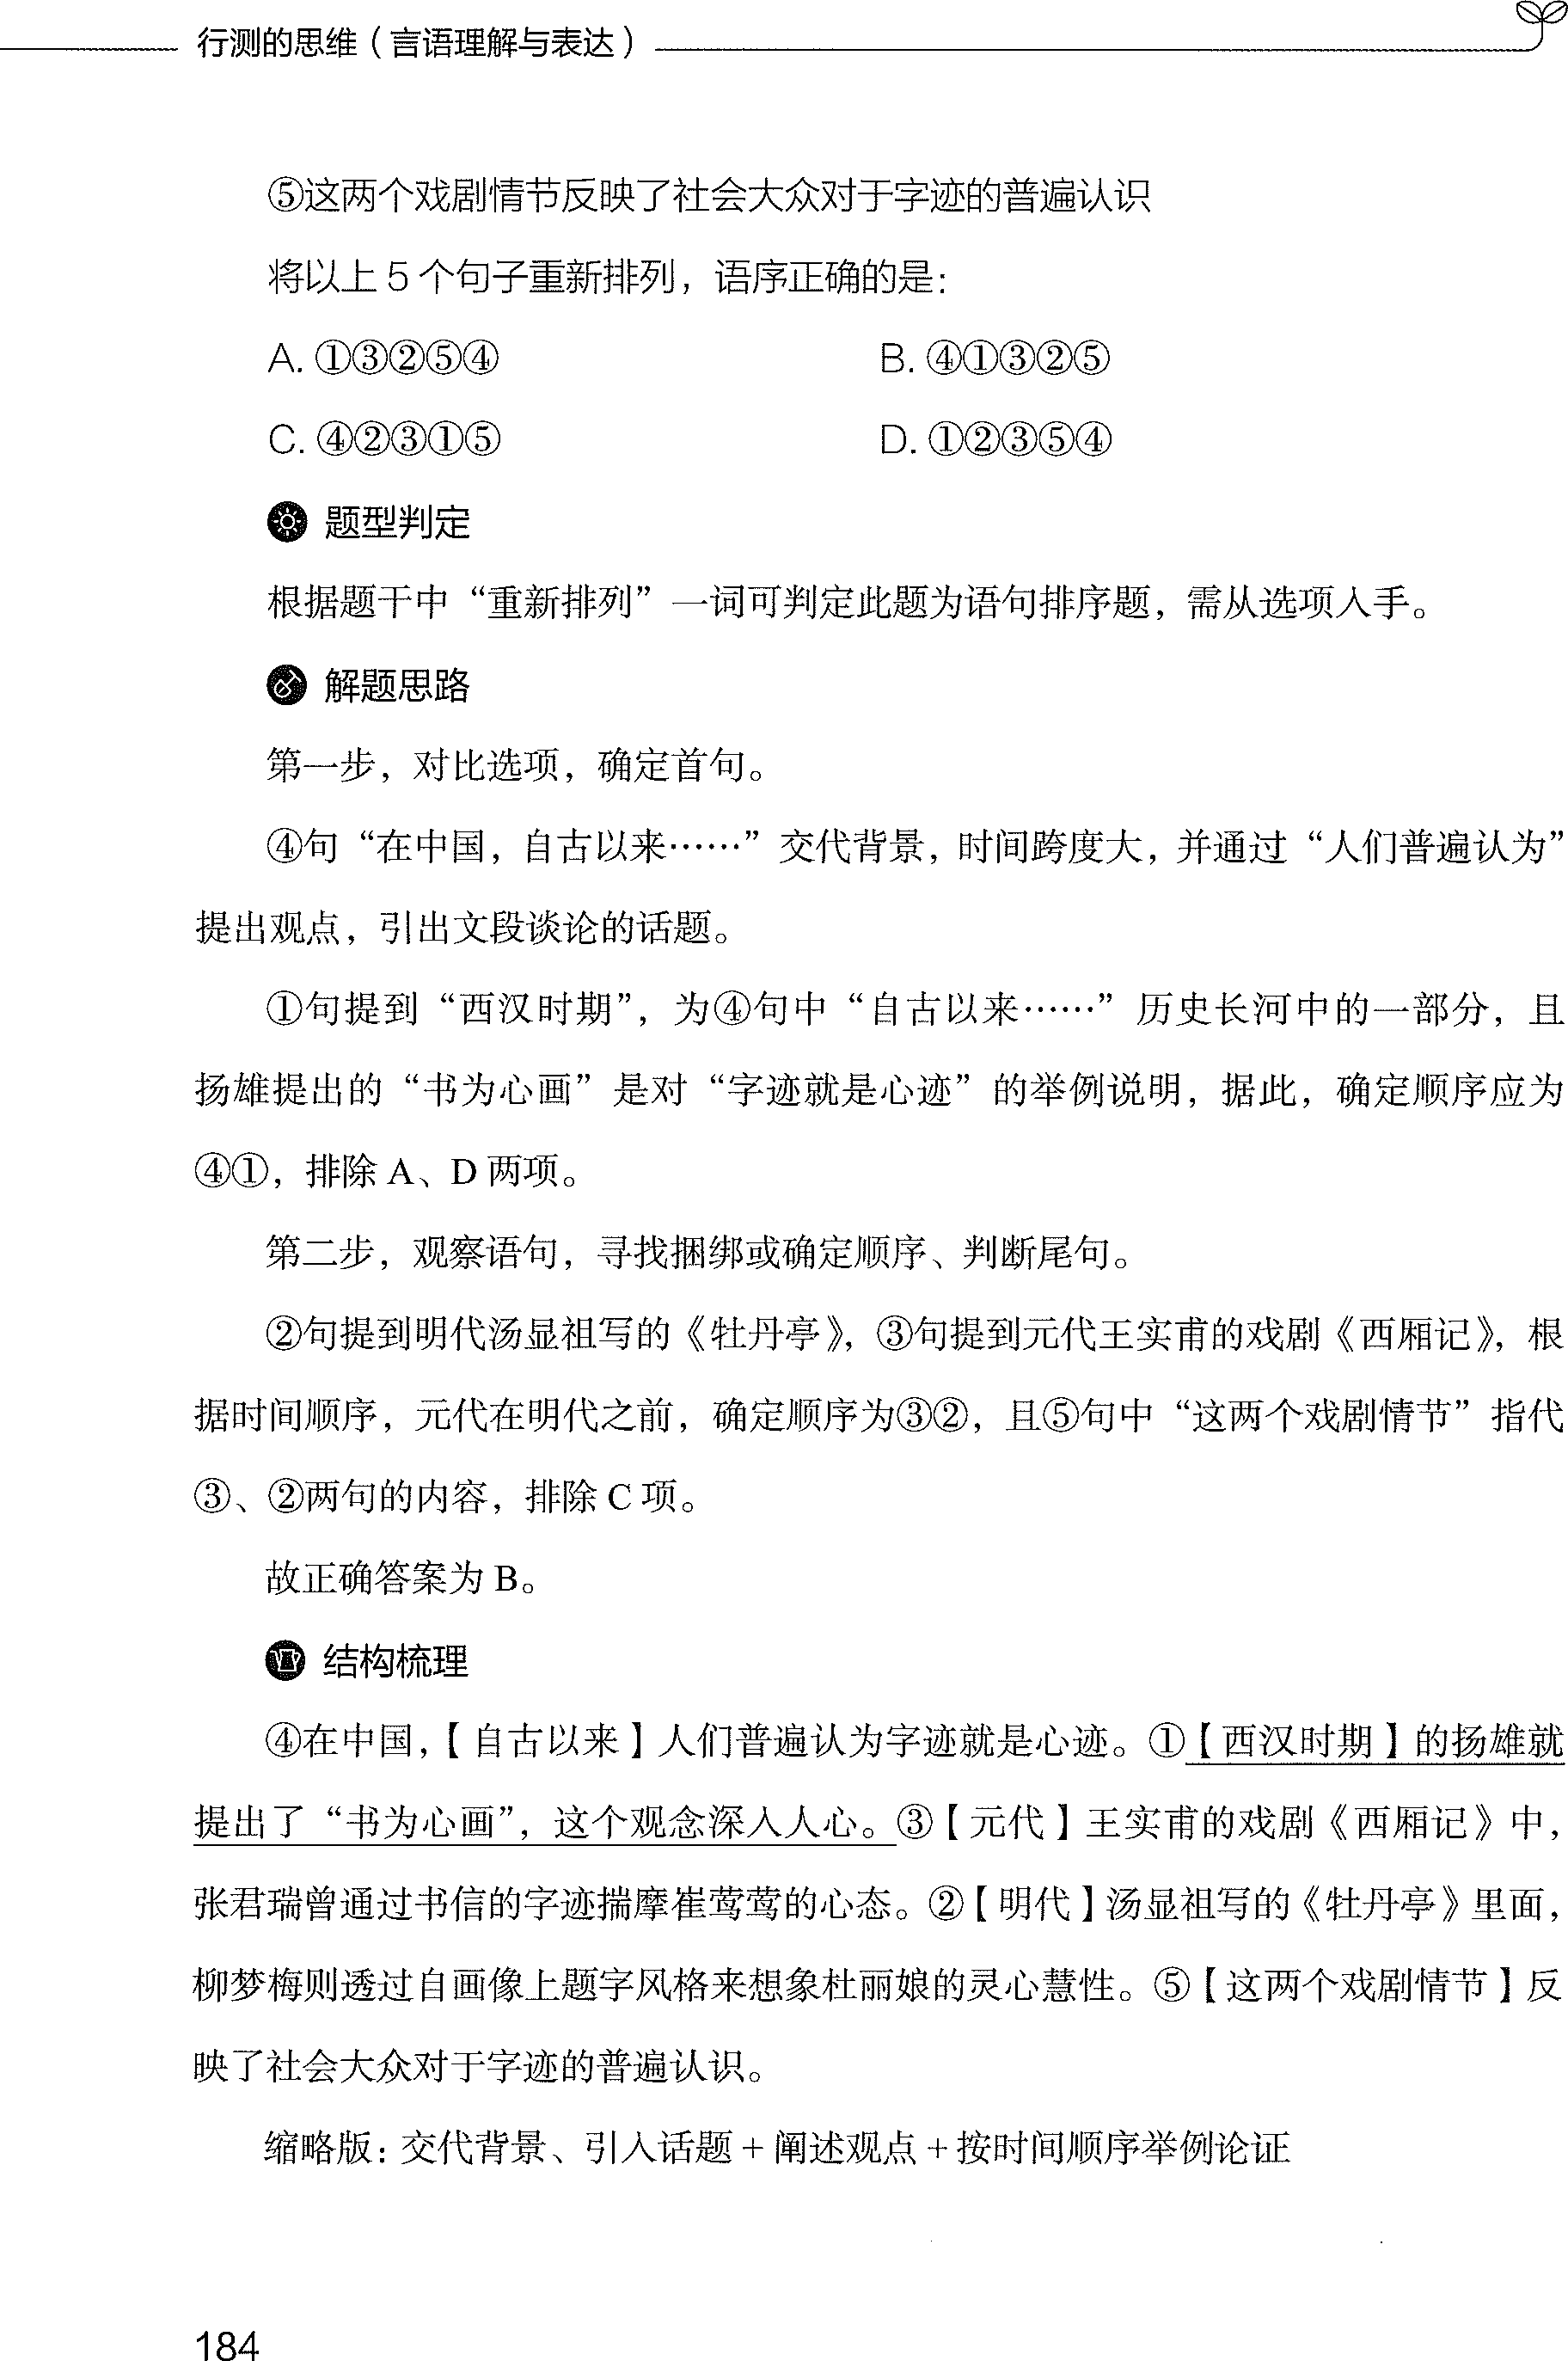 行测的思维（言语理解与表达）
⑤这两个戏剧情节反映了社会大众对于字迹的普遍认识
将以上 5 个句子重新排列，语序正确的是：
A. ①③②⑤④ B. ④①③②⑤
C. ④②③①⑤ D. ①②③⑤④
题型判定
根据题干中“重新排列”一词可判定此题为语句排序题，需从选项入手。
解题思路
第一步，对比选项，确定首句。
④句“在中国，自古以来……”交代背景，时间跨度大，并通过“人们普遍认为”
提出观点，引出文段谈论的话题。
①句提到“西汉时期”，为④句中“自古以来……”历史长河中的一部分，且
扬雄提出的“书为心画”是对“字迹就是心迹”的举例说明，据此，确定顺序应为
④①，排除 A、D 两项。
第二步，观察语句，寻找捆绑或确定顺序、判断尾句。
②句提到明代汤显祖写的《牡丹亭》，③句提到元代王实甫的戏剧《西厢记》，根
据时间顺序，元代在明代之前，确定顺序为③②，且⑤句中“这两个戏剧情节”指代
③、②两句的内容，排除 C 项。
故正确答案为 B。
结构梳理
④在中国，【自古以来】人们普遍认为字迹就是心迹。①【西汉时期】的扬雄就
提出了“书为心画”，这个观念深入人心。③【元代】王实甫的戏剧《西厢记》中，
张君瑞曾通过书信的字迹揣摩崔莺莺的心态。②【明代】汤显祖写的《牡丹亭》里面，
柳梦梅则透过自画像上题字风格来想象杜丽娘的灵心慧性。⑤【这两个戏剧情节】反
映了社会大众对于字迹的普遍认识。
缩略版：交代背景、引入话题 + 阐述观点 + 按时间顺序举例论证
184